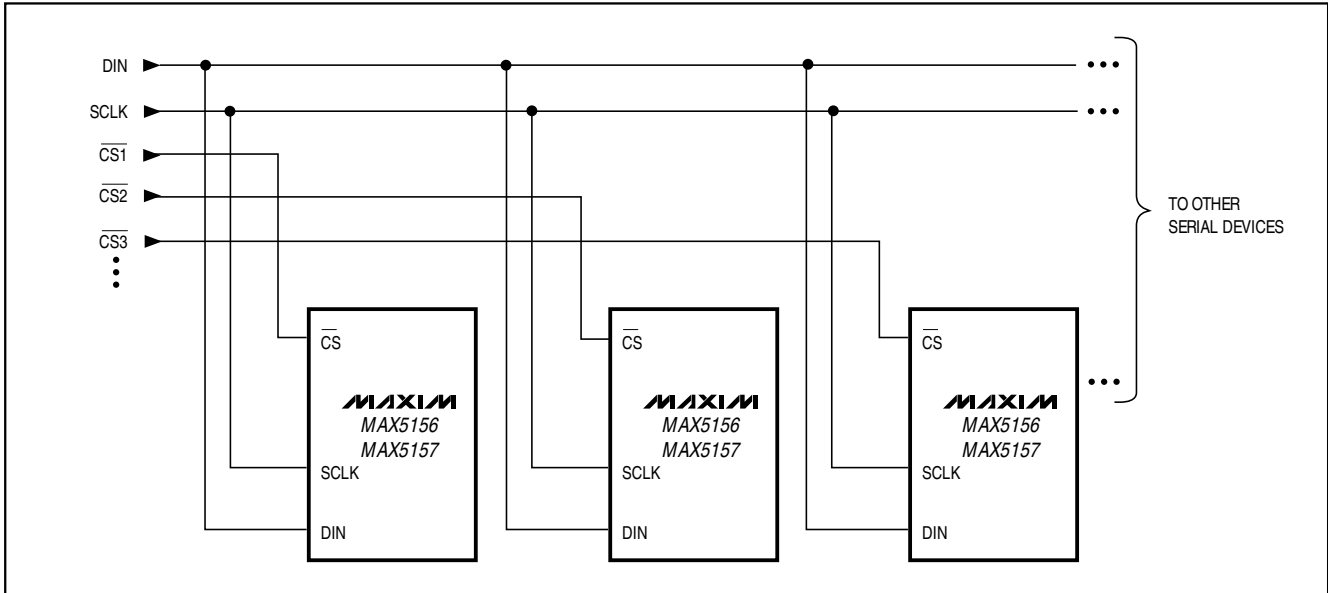 DIN
SCLK
CS1
CS2
CS3
TO OTHER
SERIAL DEVICES
CS
MAXIM
MAX5156
MAX5157
SCLK
DIN
CS
MAXIM
MAX5156
MAX5157
SCLK
DIN
CS
MAXIM
MAX5156
MAX5157
SCLK
DIN